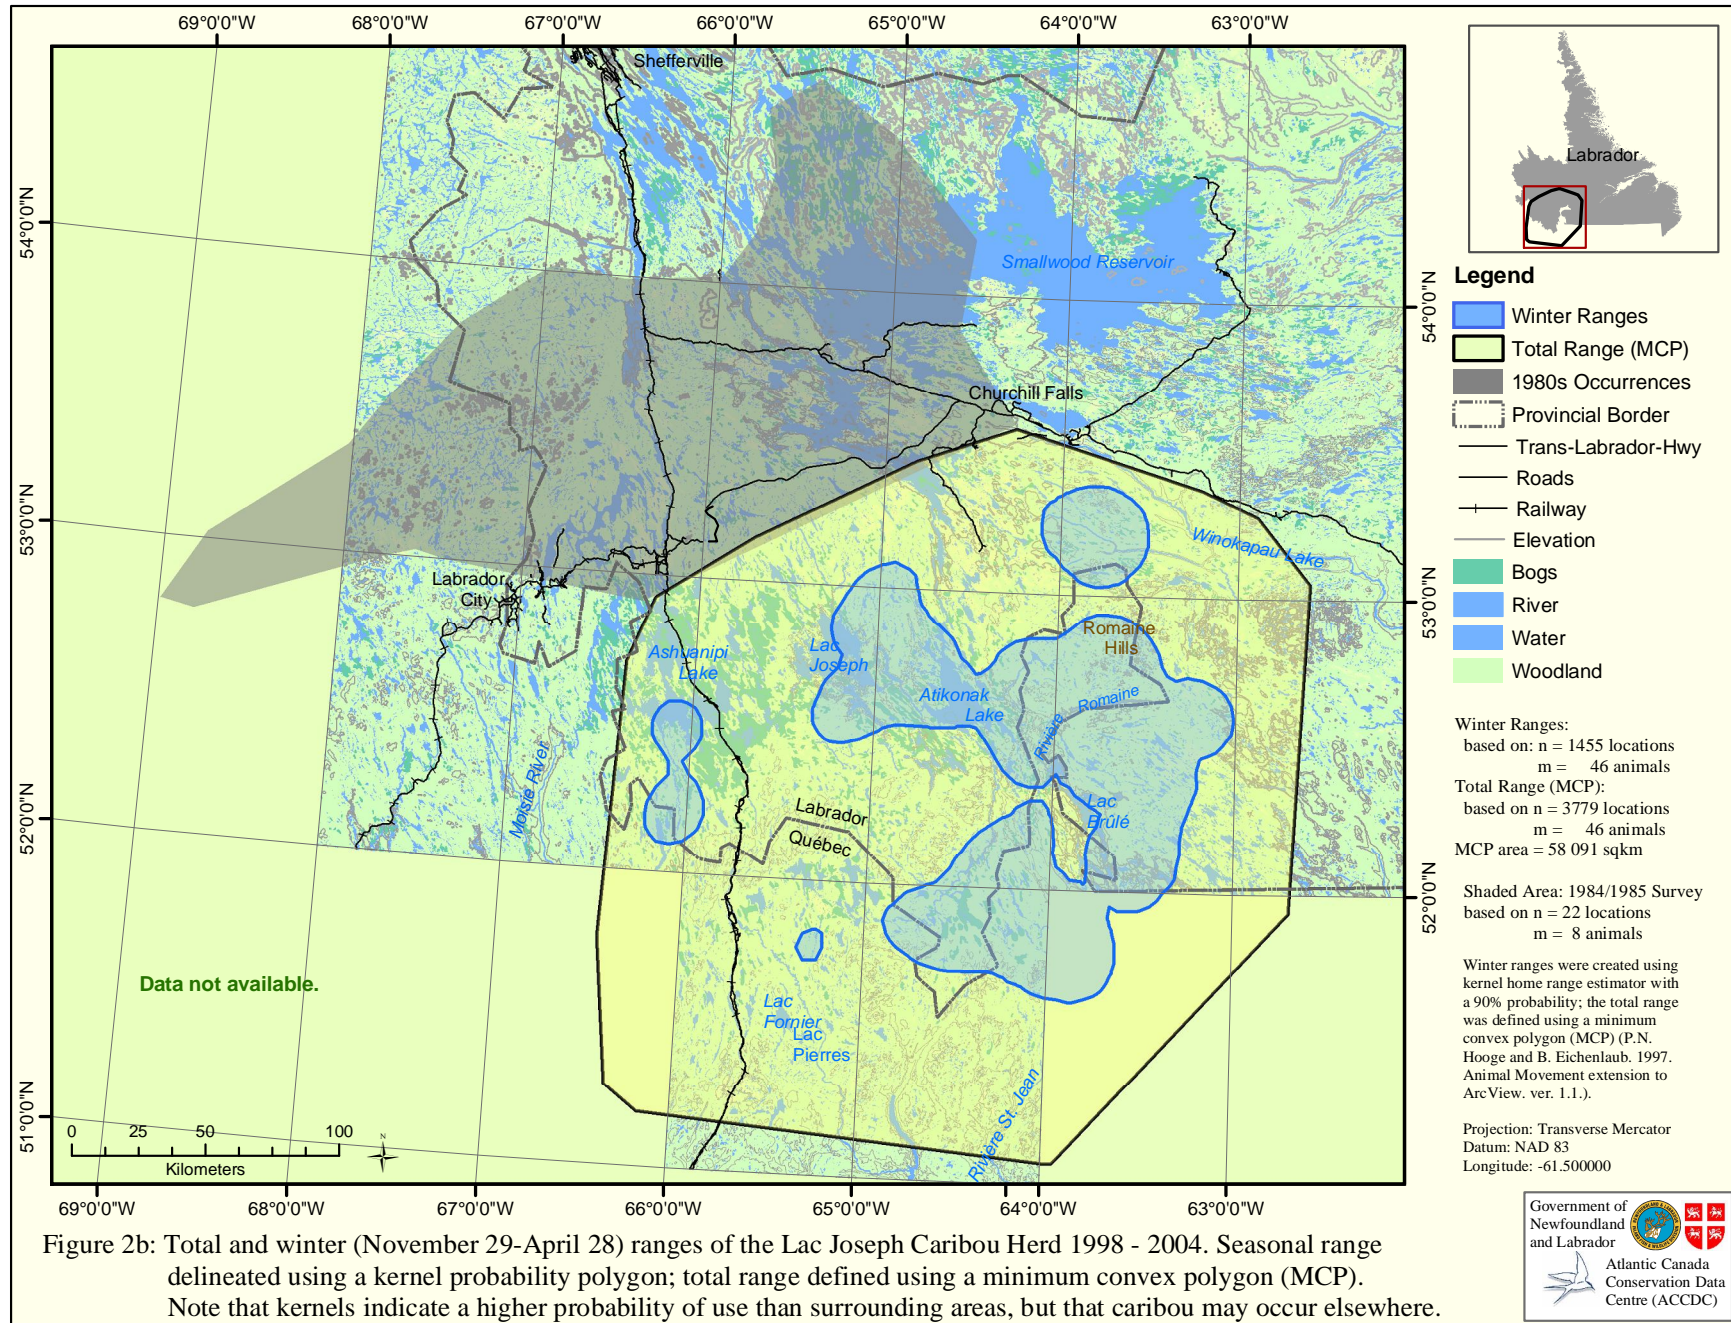 69°0'0"W 68°0'0"W 67°0'0"W 66°0'0"W 65°0'0"W 64°0'0"W 63°0'0"W
Shefferville
54°0'0"N
Smallwood Reservoir
54°0'0"N
Churchill Falls
53°0'0"N
Winokapau Lake
Labrador
City
53°0'0"N
Romaine
Hills
Ashuanipi
Lake
Lac
Joseph
Atikonak
Lake
Rivière
Romaine
Moisie River
52°0'0"N
Labrador
Québec
Lac
Brûlé
52°0'0"N
Data not available.
Lac
Fornier
Lac
Pierres
Rivière St. Jean
51°0'0"N
0 25 50 100
Kilometers
N
69°0'0"W 68°0'0"W 67°0'0"W 66°0'0"W 65°0'0"W 64°0'0"W 63°0'0"W
Labrador
Legend
Winter Ranges
Total Range (MCP)
1980s Occurrences
Provincial Border
Trans-Labrador-Hwy
Roads
Railway
Elevation
Bogs
River
Water
Woodland
Winter Ranges:
based on: n = 1455 locations
m = 46 animals
Total Range (MCP):
based on n = 3779 locations
m = 46 animals
MCP area = 58 091 sqkm
Shaded Area: 1984/1985 Survey
based on n = 22 locations
m = 8 animals
Winter ranges were created using
kernel home range estimator with
a 90% probability; the total range
was defined using a minimum
convex polygon (MCP) (P.N.
Hooge and B. Eichenlaub. 1997.
Animal Movement extension to
ArcView. ver. 1.1.).
Projection: Transverse Mercator
Datum: NAD 83
Longitude: -61.500000
Government of
Newfoundland
and Labrador
Atlantic Canada
Conservation Data
Centre (ACCDC)
Figure 2b: Total and winter (November 29-April 28) ranges of the Lac Joseph Caribou Herd 1998 - 2004. Seasonal range
delineated using a kernel probability polygon; total range defined using a minimum convex polygon (MCP).
Note that kernels indicate a higher probability of use than surrounding areas, but that caribou may occur elsewhere.